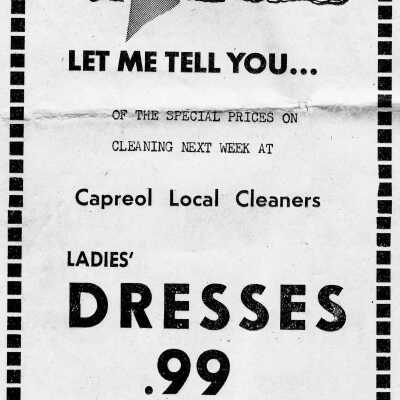 LET ME TELL YOU...
OF THE SPECIAL PRICES ON
CLEANING NEXT WEEK AT
Capreol Local Cleaners
LADIES'
DRESSES
.99